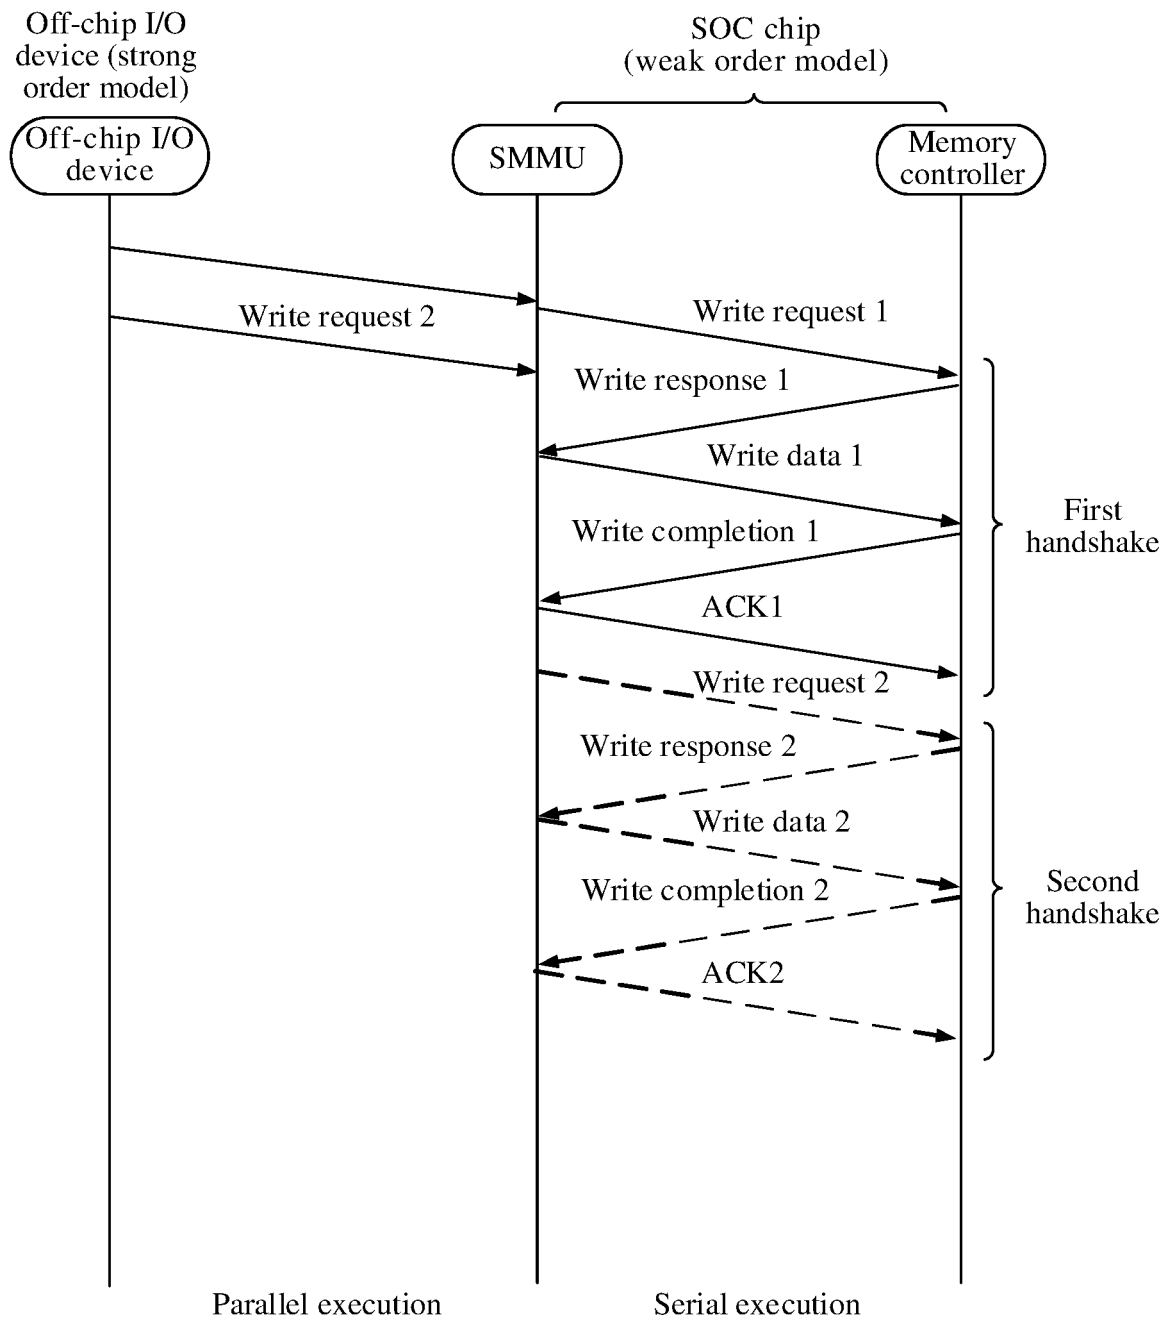 Off-chip I/O
device (strong
order model)
SOC chip
(weak order model)
Off-chip I/O
device
SMMU
Memory
controller
Write request 2
Write request 1
Write response 1
Write data 1
Write completion 1
ACK1
First
handshake
Write request 2
Write response 2
Write data 2
Write completion 2
ACK2
Second
handshake
Parallel execution
Serial execution